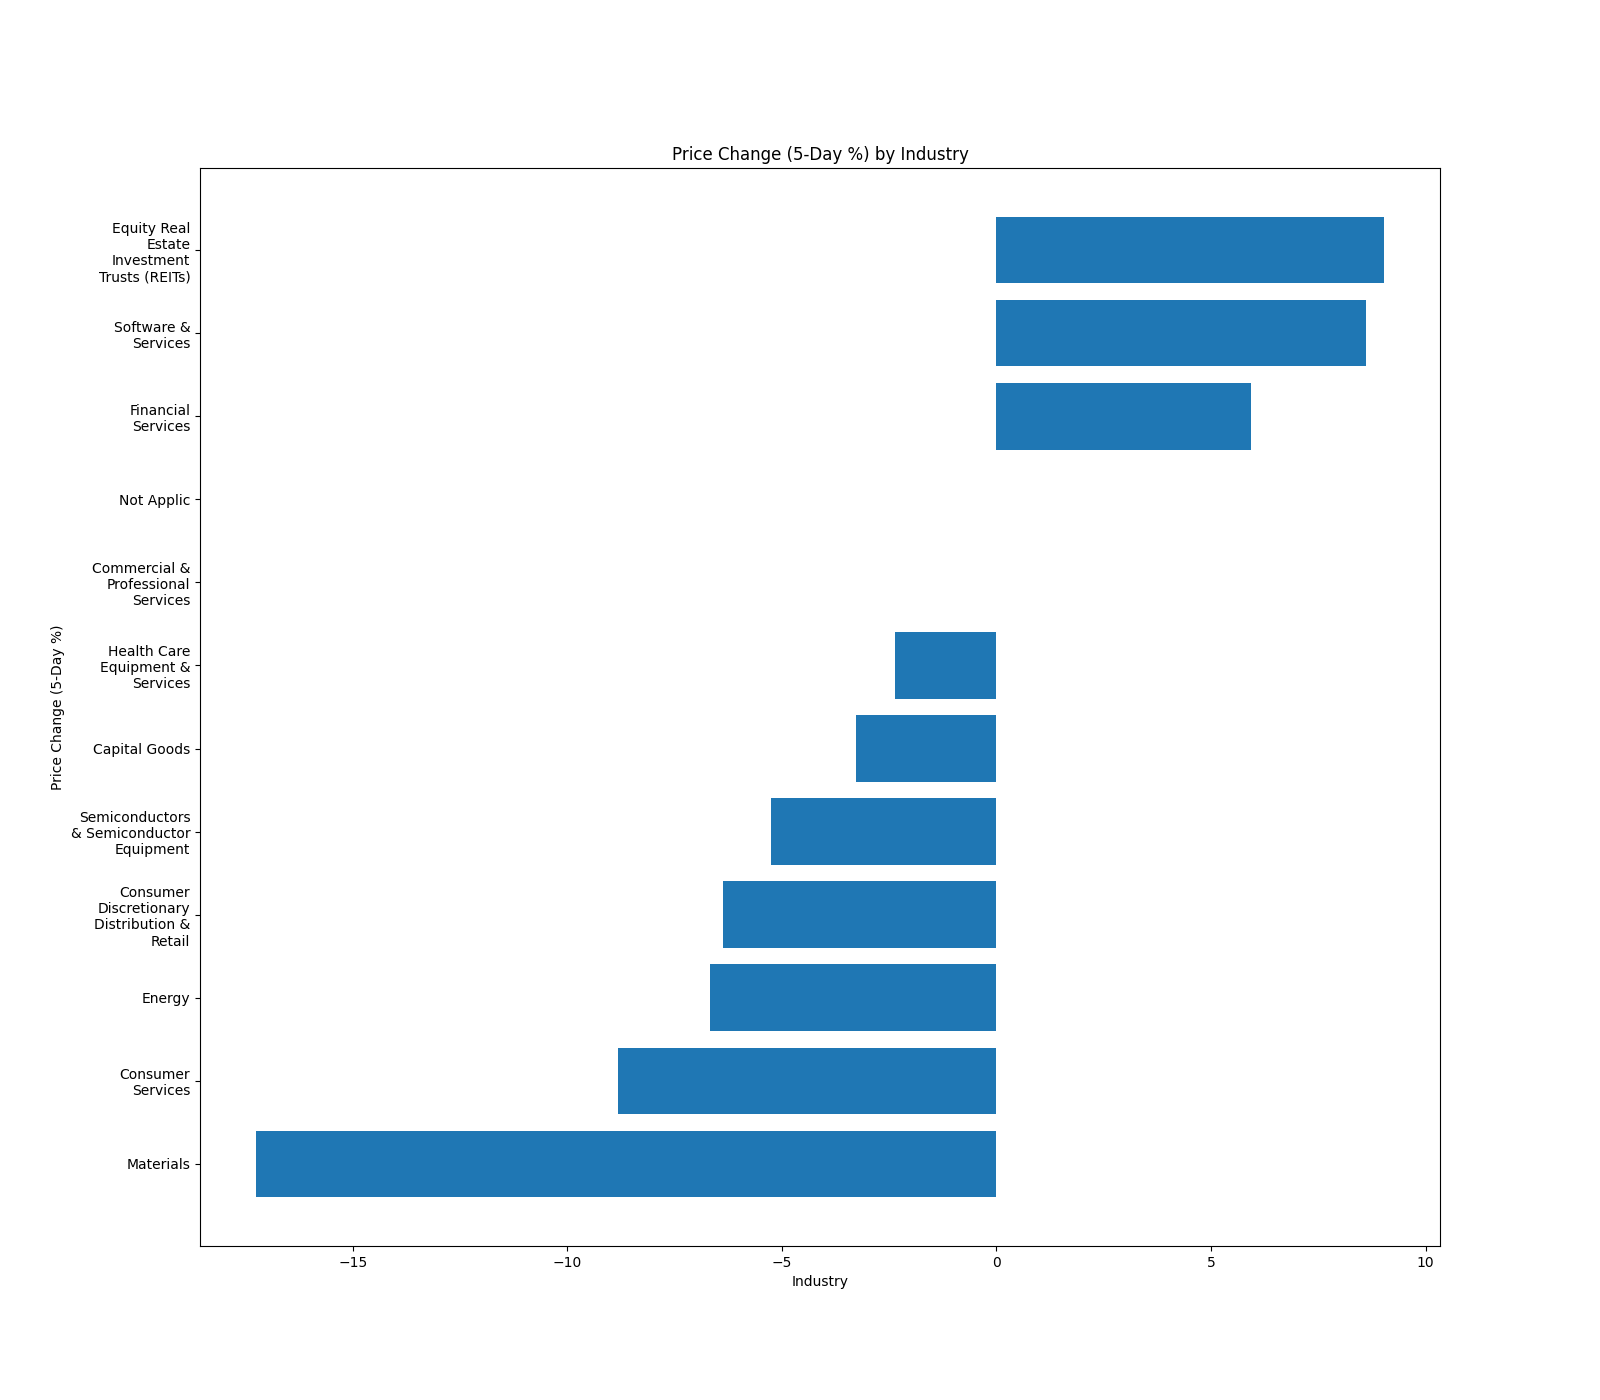 Price Change (5-Day %) by Industry
Equity Real
Estate
Investment
Trusts (REITs)
Software &
Services
Financial
Services
Not Applic
Commercial &
Professional
Services
Health Care
Equipment &
Services
Capital Goods
Semiconductors
& Semiconductor
Equipment
Consumer
Discretionary
Distribution &
Retail
Energy
Consumer
Services
Materials
Price Change (5-Day %)
−15 −10 −5 0 5 10
Industry